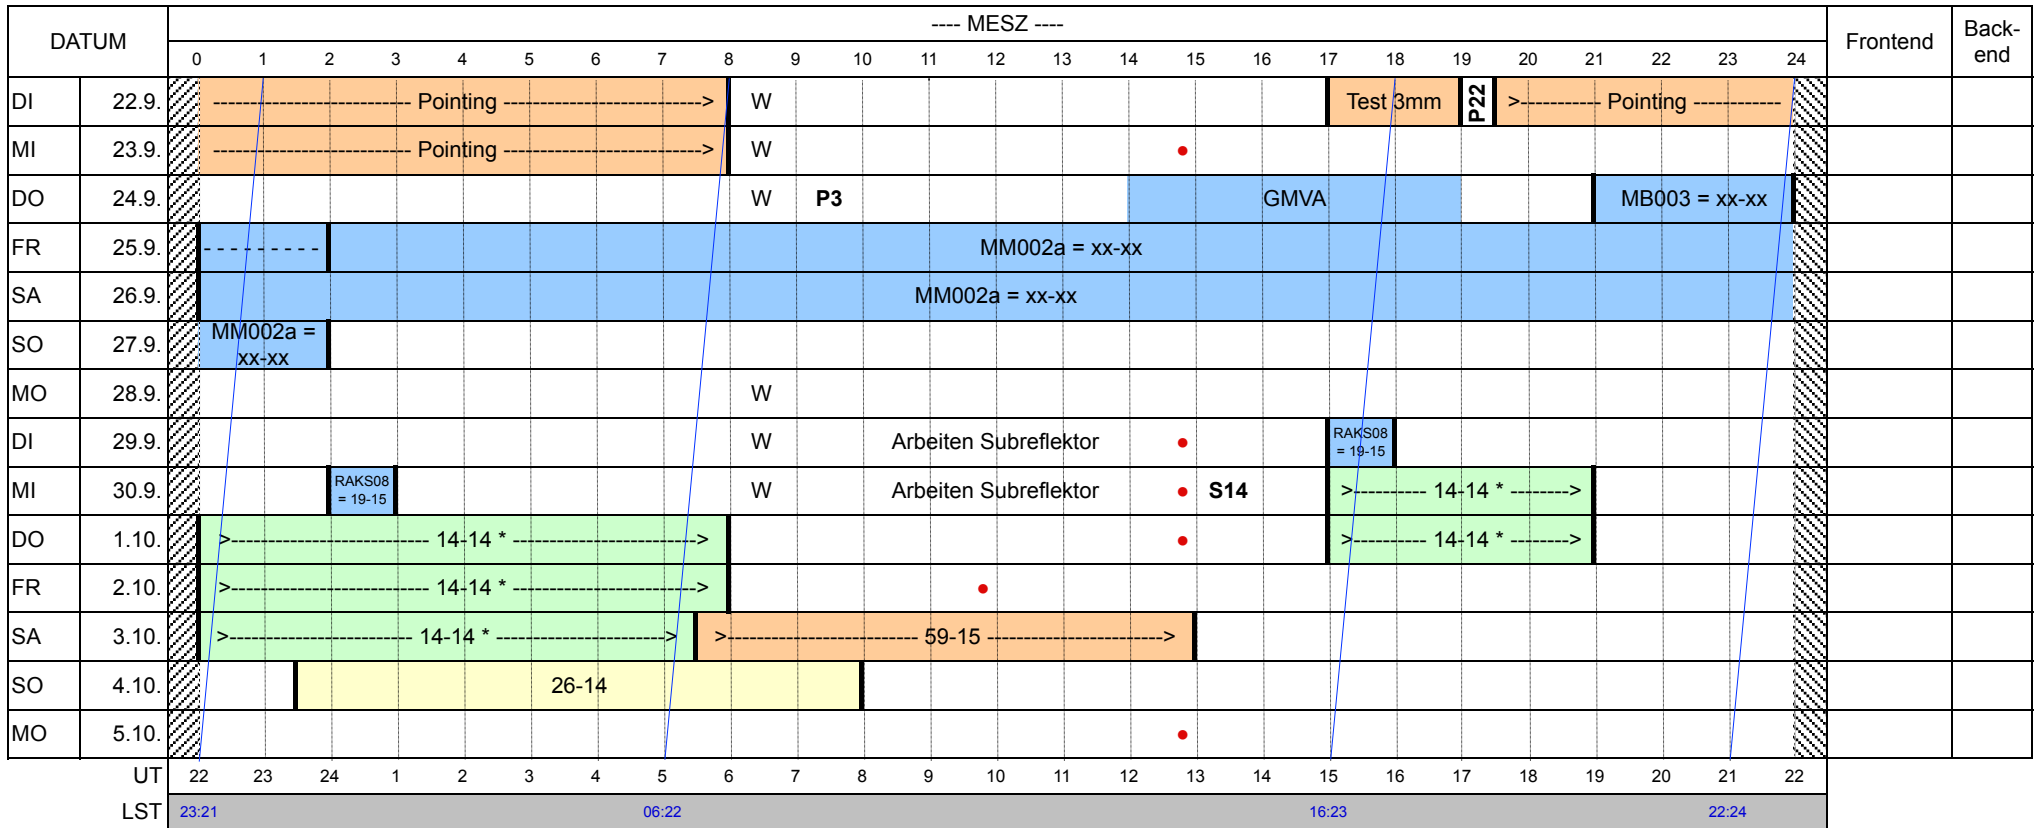 DATUM ---- MESZ ---- Frontend Back-
end
0 1 2 3 4 5 6 7 8 9 10 11 12 13 14 15 16 17 18 19 20 21 22 23 24
DI 22.9. --------------------------- Pointing ---------------------------> W Test 3mm P22 >----------- Pointing ------------
MI 23.9. --------------------------- Pointing ---------------------------> W •
DO 24.9. W P3 GMVA MB003 = xx-xx
FR 25.9. - - - - - - - - - MM002a = xx-xx
SA 26.9. MM002a = xx-xx
SO 27.9. MM002a =
xx-xx
MO 28.9. W
DI 29.9. W Arbeiten Subreflektor • RAKS08
= 19-15
MI 30.9. RAKS08
= 19-15
W Arbeiten Subreflektor • S14 >---------- 14-14 * -------->
DO 1.10. >--------------------------- 14-14 * -------------------------> • >---------- 14-14 * -------->
FR 2.10. >--------------------------- 14-14 * -------------------------> •
SA 3.10. >------------------------- 14-14 * -----------------------> >-------------------------- 59-15 ------------------------>
SO 4.10. 26-14
MO 5.10. •
UT 22 23 24 1 2 3 4 5 6 7 8 9 10 11 12 13 14 15 16 17 18 19 20 21 22
LST 23:21 06:22 16:23 22:24